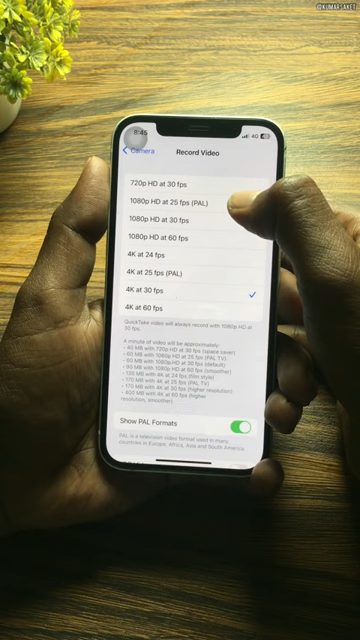 @KUMARSAKET
9:45
4G
Camera
Record Video
720p HD at 30 fps
1080p HD at 25 fps (PAL)
1080p HD at 30 fps
1080p HD at 60 fps
4K at 24 fps
4K at 25 fps (PAL)
4K at 30 fps
4K at 60 fps
QuickTake video will always record with 1080p HD at
30 fps.
A minute of video will be approximately:
- 40 MB with 720p HD at 30 fps (space saver)
- 60 MB with 1080p HD at 25 fps (PAL TV)
- 60 MB with 1080p HD at 30 fps (default)
- 90 MB with 1080p HD at 60 fps (smoother)
- 135 MB with 4K at 24 fps (film style)
- 170 MB with 4K at 25 fps (PAL TV)
- 170 MB with 4K at 30 fps (higher resolution)
- 400 MB with 4K at 60 fps (higher
resolution, smoother)
Show PAL Formats
PAL is a television video format used in many
countries in Europe, Africa, Asia and South America.